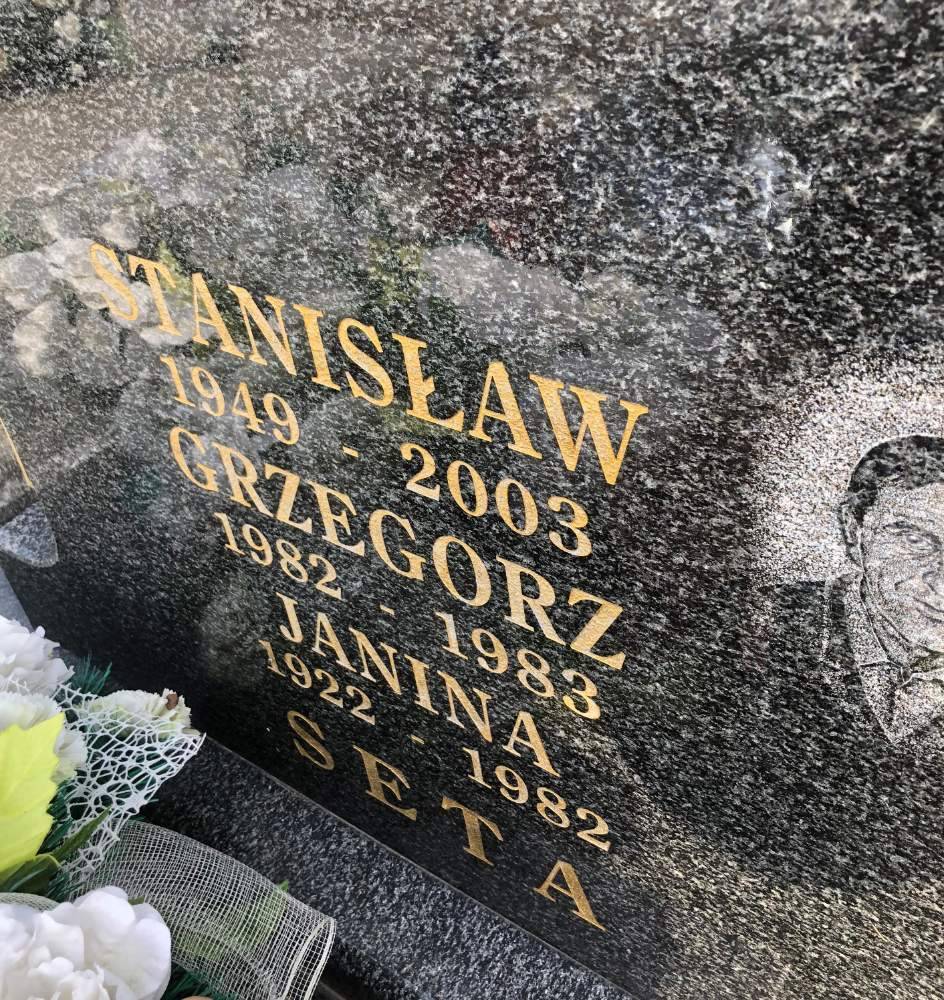 STANISŁAW
1949 - 2003
GRZEGORZ
1982 - 1983
JANINA
1922 - 1982
SETA